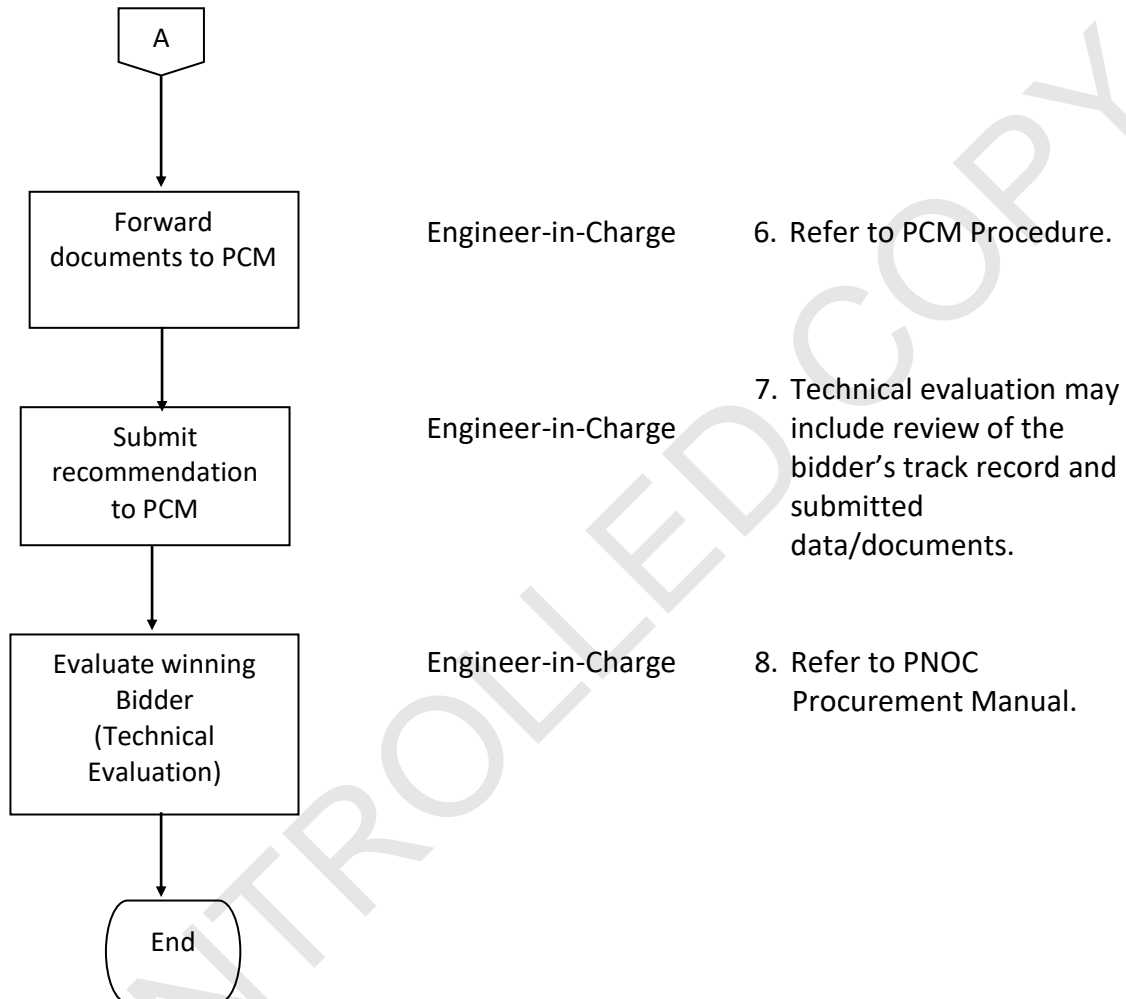 A
Forward
documents to PCM
Engineer-in-Charge
6. Refer to PCM Procedure.
Submit
recommendation
to PCM
Engineer-in-Charge
7. Technical evaluation may
include review of the
bidder’s track record and
submitted
data/documents.
Evaluate winning
Bidder
(Technical
Evaluation)
Engineer-in-Charge
8. Refer to PNOC
Procurement Manual.
End
NTROLLED COPY